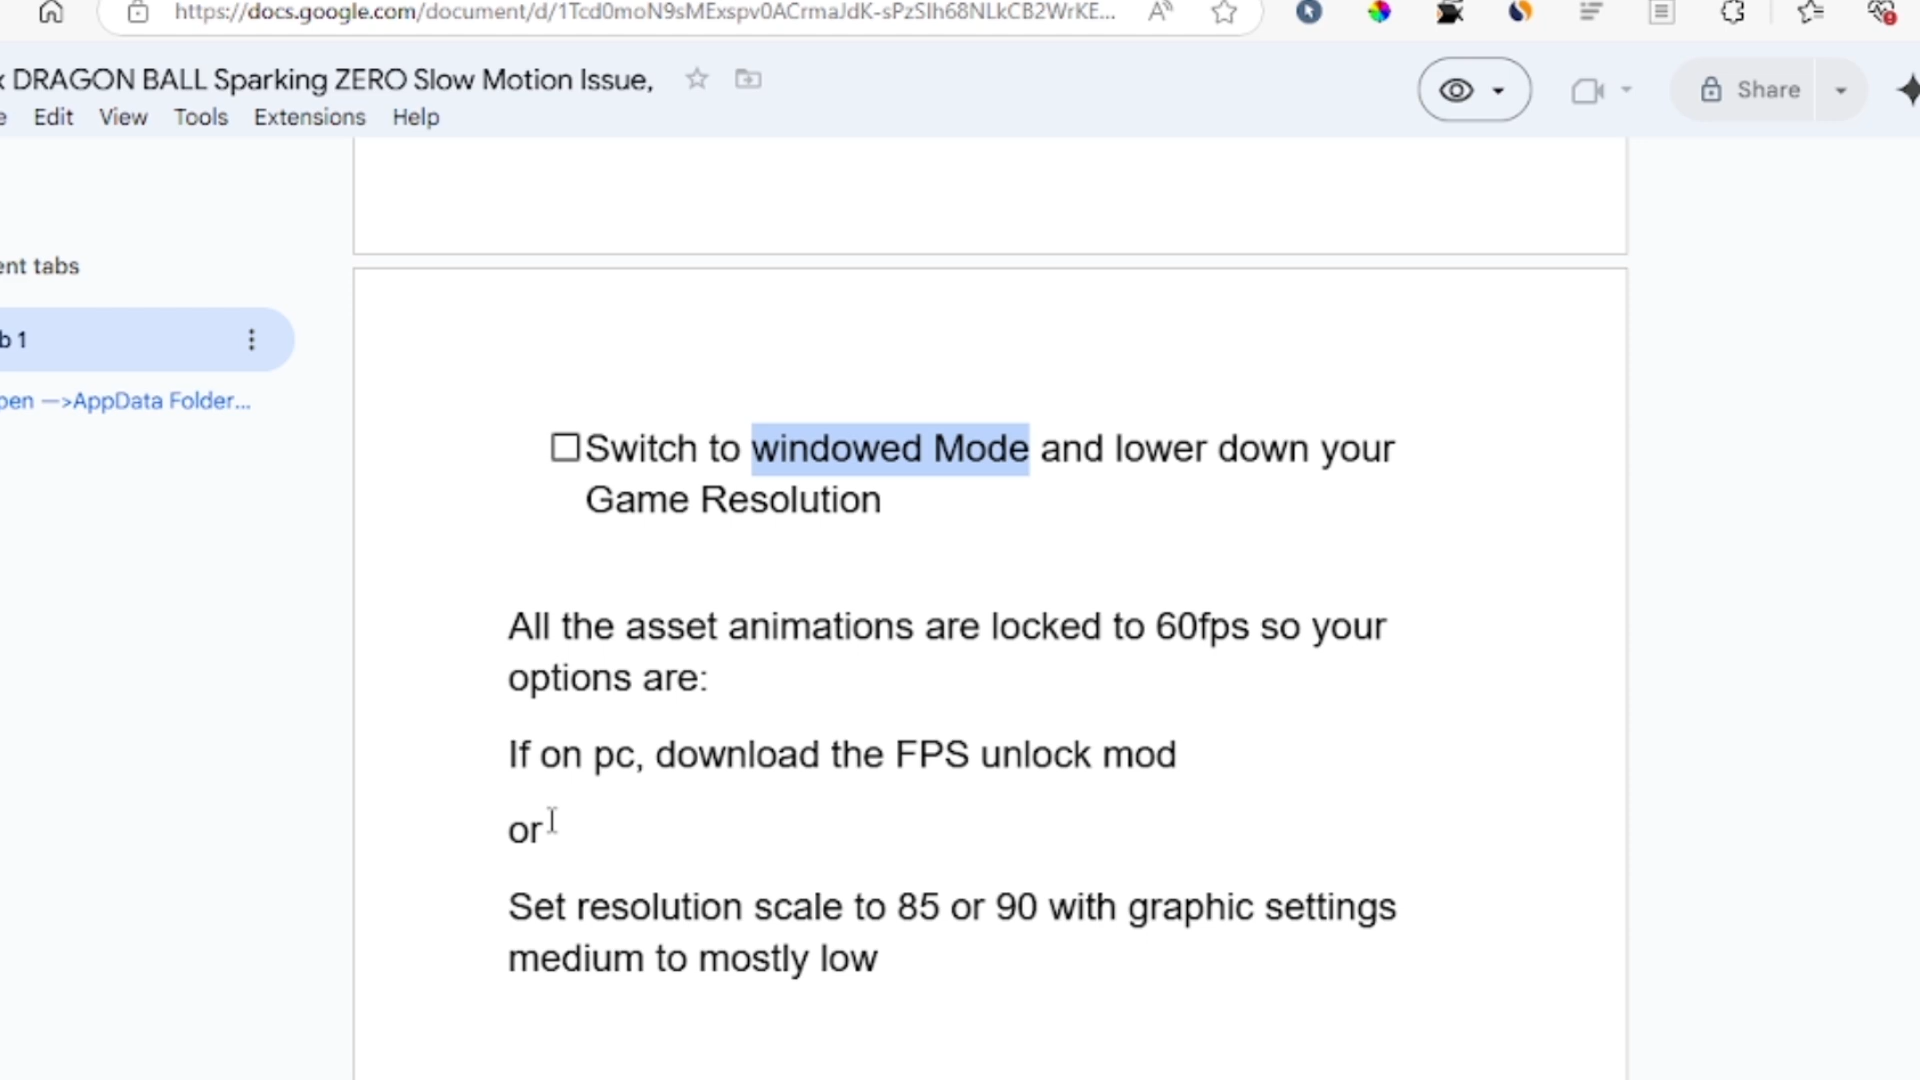 https://docs.google.com/document/d/1Tcd0moN9sMExspv0ACrmaJdK-sPzSlh68NLkCB2WrKE...
DRAGON BALL Sparking ZERO Slow Motion Issue,
Share
Edit View Tools Extensions Help
ent tabs
b 1
pen —>AppData Folder...
Switch to windowed Mode and lower down your
Game Resolution
All the asset animations are locked to 60fps so your
options are:
If on pc, download the FPS unlock mod
or
Set resolution scale to 85 or 90 with graphic settings
medium to mostly low